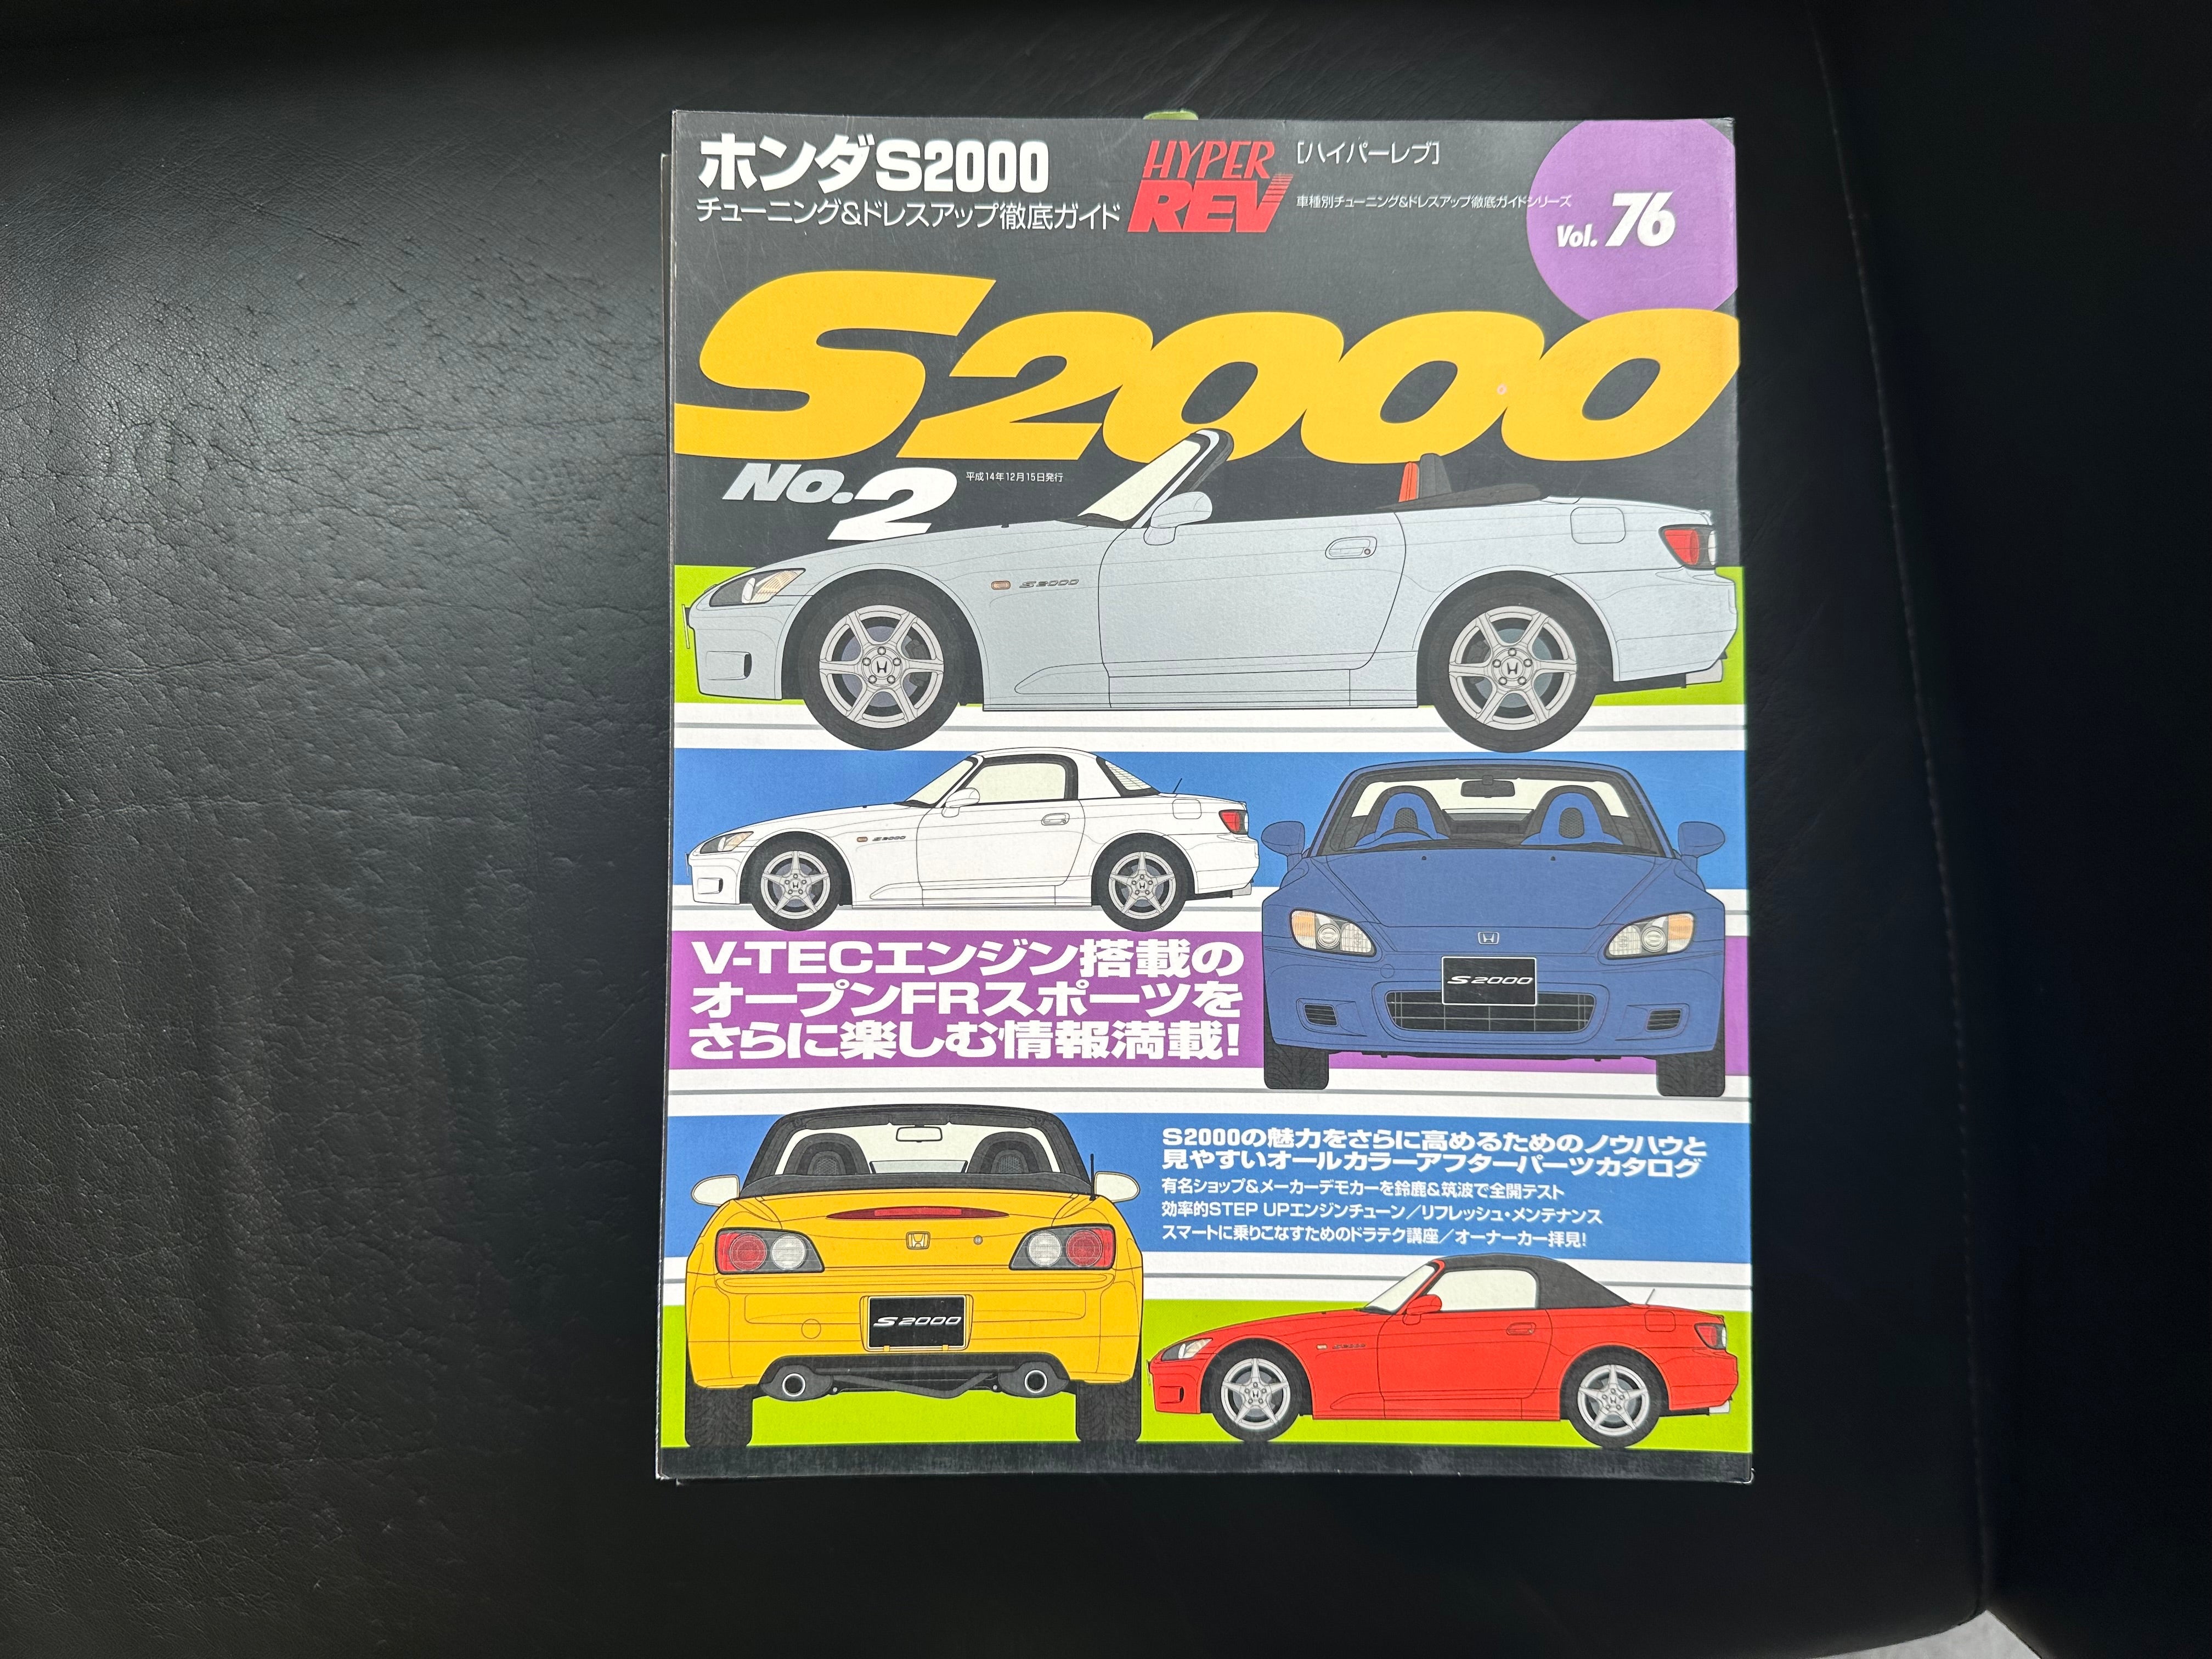 ホンダS2000
チューニング&ドレスアップ徹底ガイド
HYPER
REV
[ハイパーレブ]
車種別チューニング&ドレスアップ徹底ガイドシリーズ
Vol. 76
S2000
No.2
平成14年12月15日発行
S2000
S2000
V-TECエンジン搭載の
オープンFRスポーツを
さらに楽しむ情報満載!
S2000
S2000の魅力をさらに高めるためのノウハウと
見やすいオールカラーアフターパーツカタログ
有名ショップ&メーカーデモカーを鈴鹿&筑波で全開テスト
効率的STEP UPエンジンチューン/リフレッシュ・メンテナンス
スマートに乗りこなすためのドラテク講座/オーナーカー拝見!
S2000